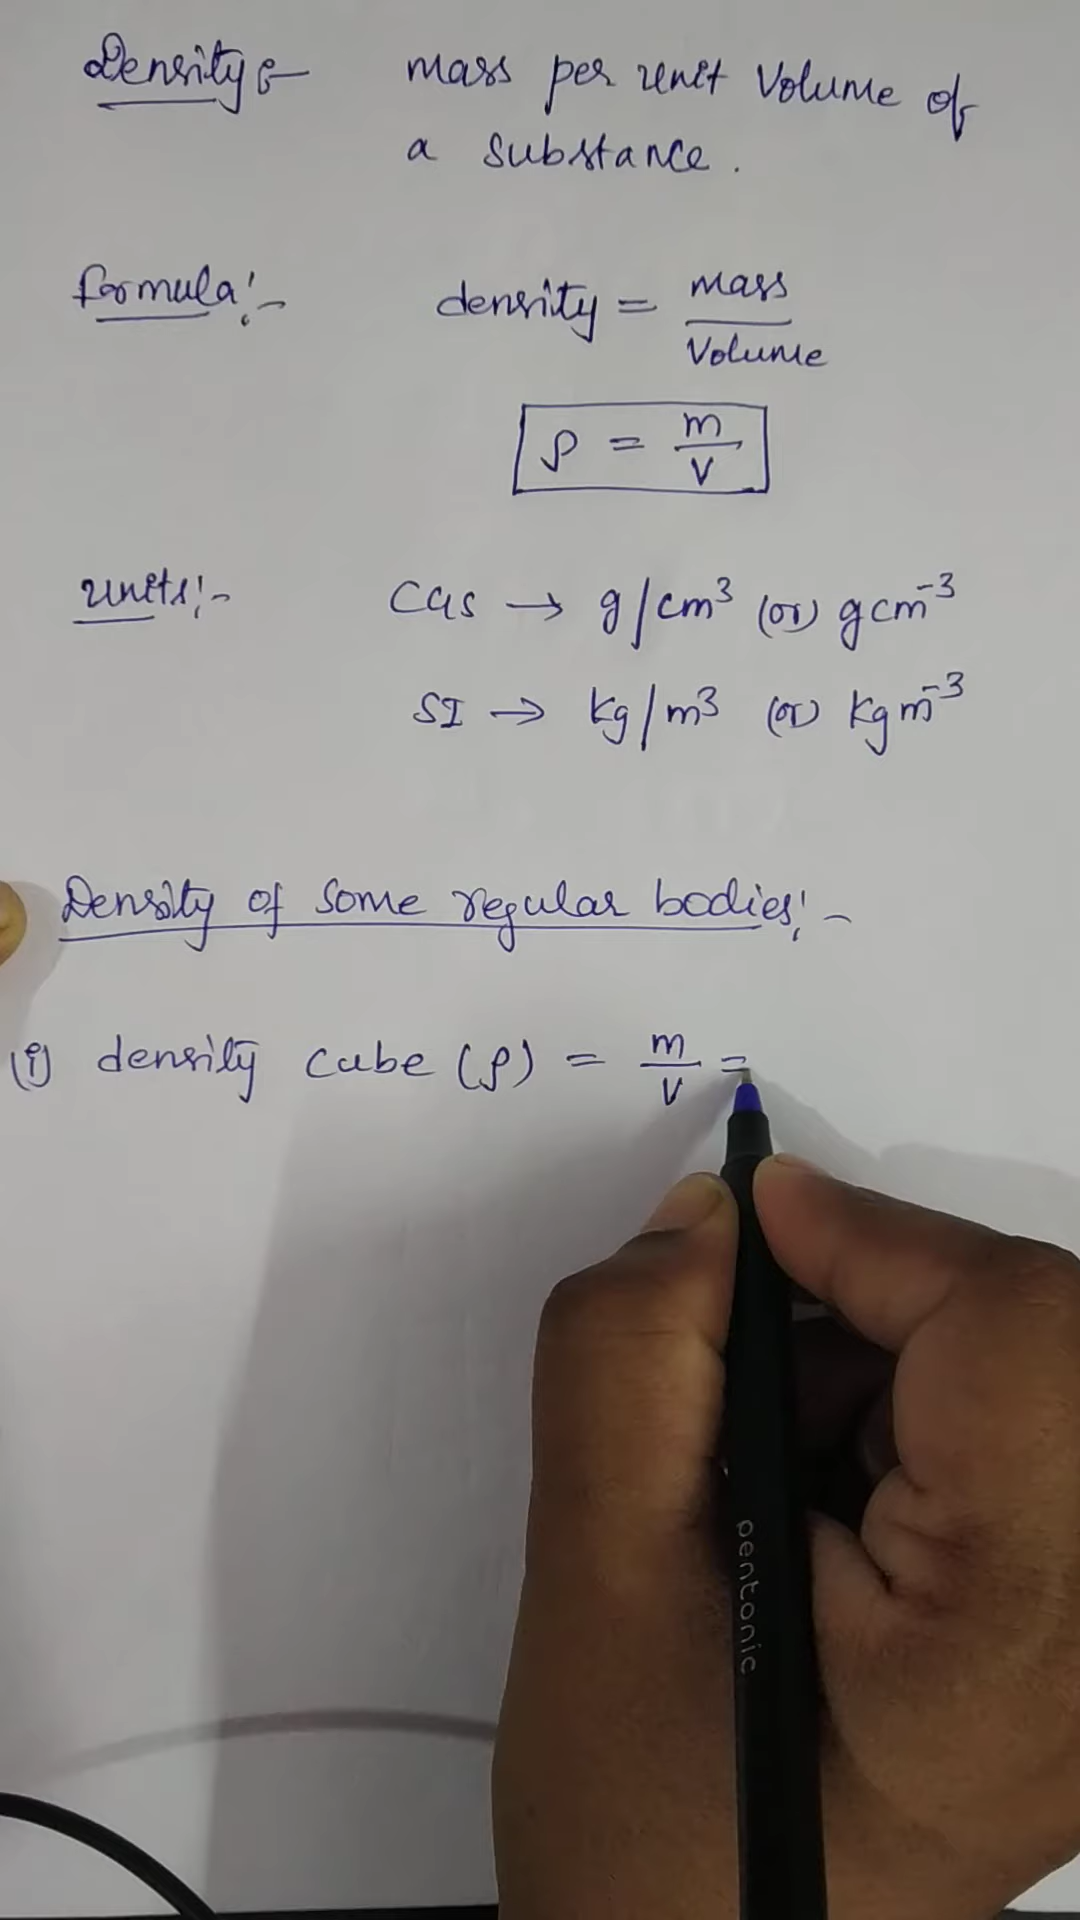 Density :- mass per unit Volume of
a substance.
formula :- density = mass / Volume
ρ = m / V
units :- CGS → g/cm³ (or) gcm⁻³
SI → kg/m³ (or) Kgm⁻³
Density of some regular bodies :-
(i) density cube (ρ) = m / V =
pentonic